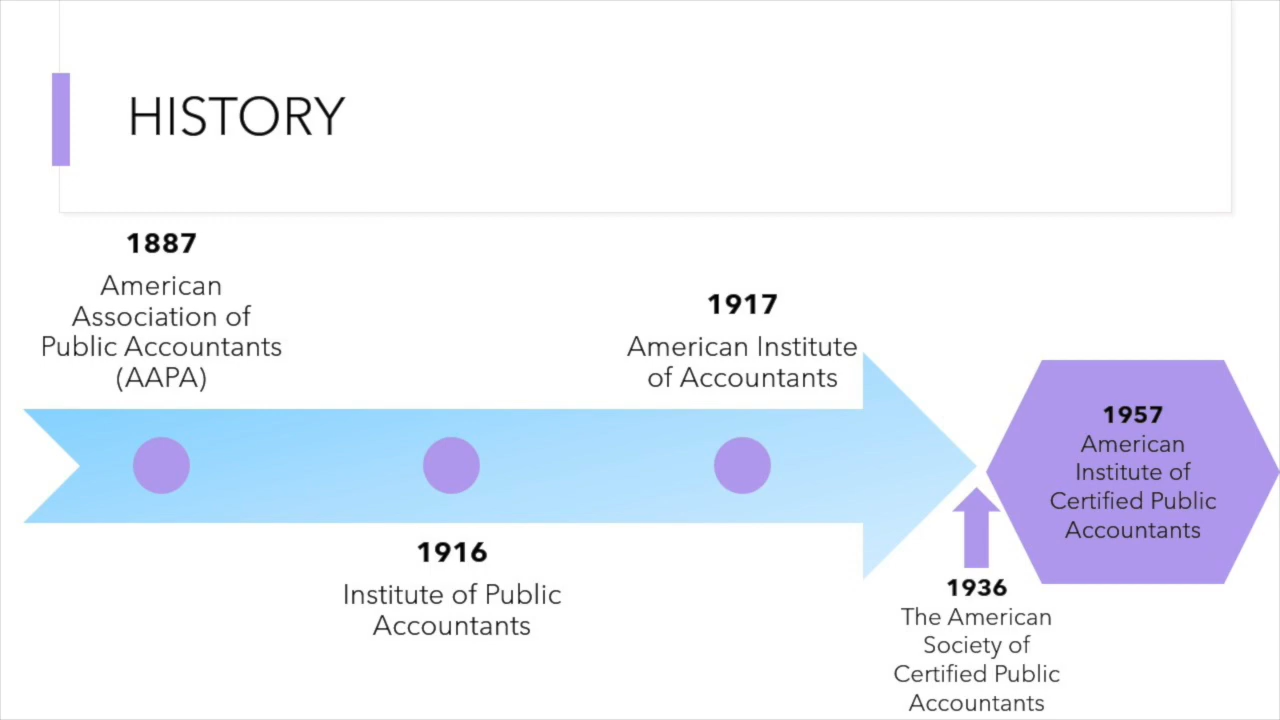 HISTORY
1887
American
Association of
Public Accountants
(AAPA)
1916
Institute of Public
Accountants
1917
American Institute
of Accountants
1936
The American
Society of
Certified Public
Accountants
1957
American
Institute of
Certified Public
Accountants